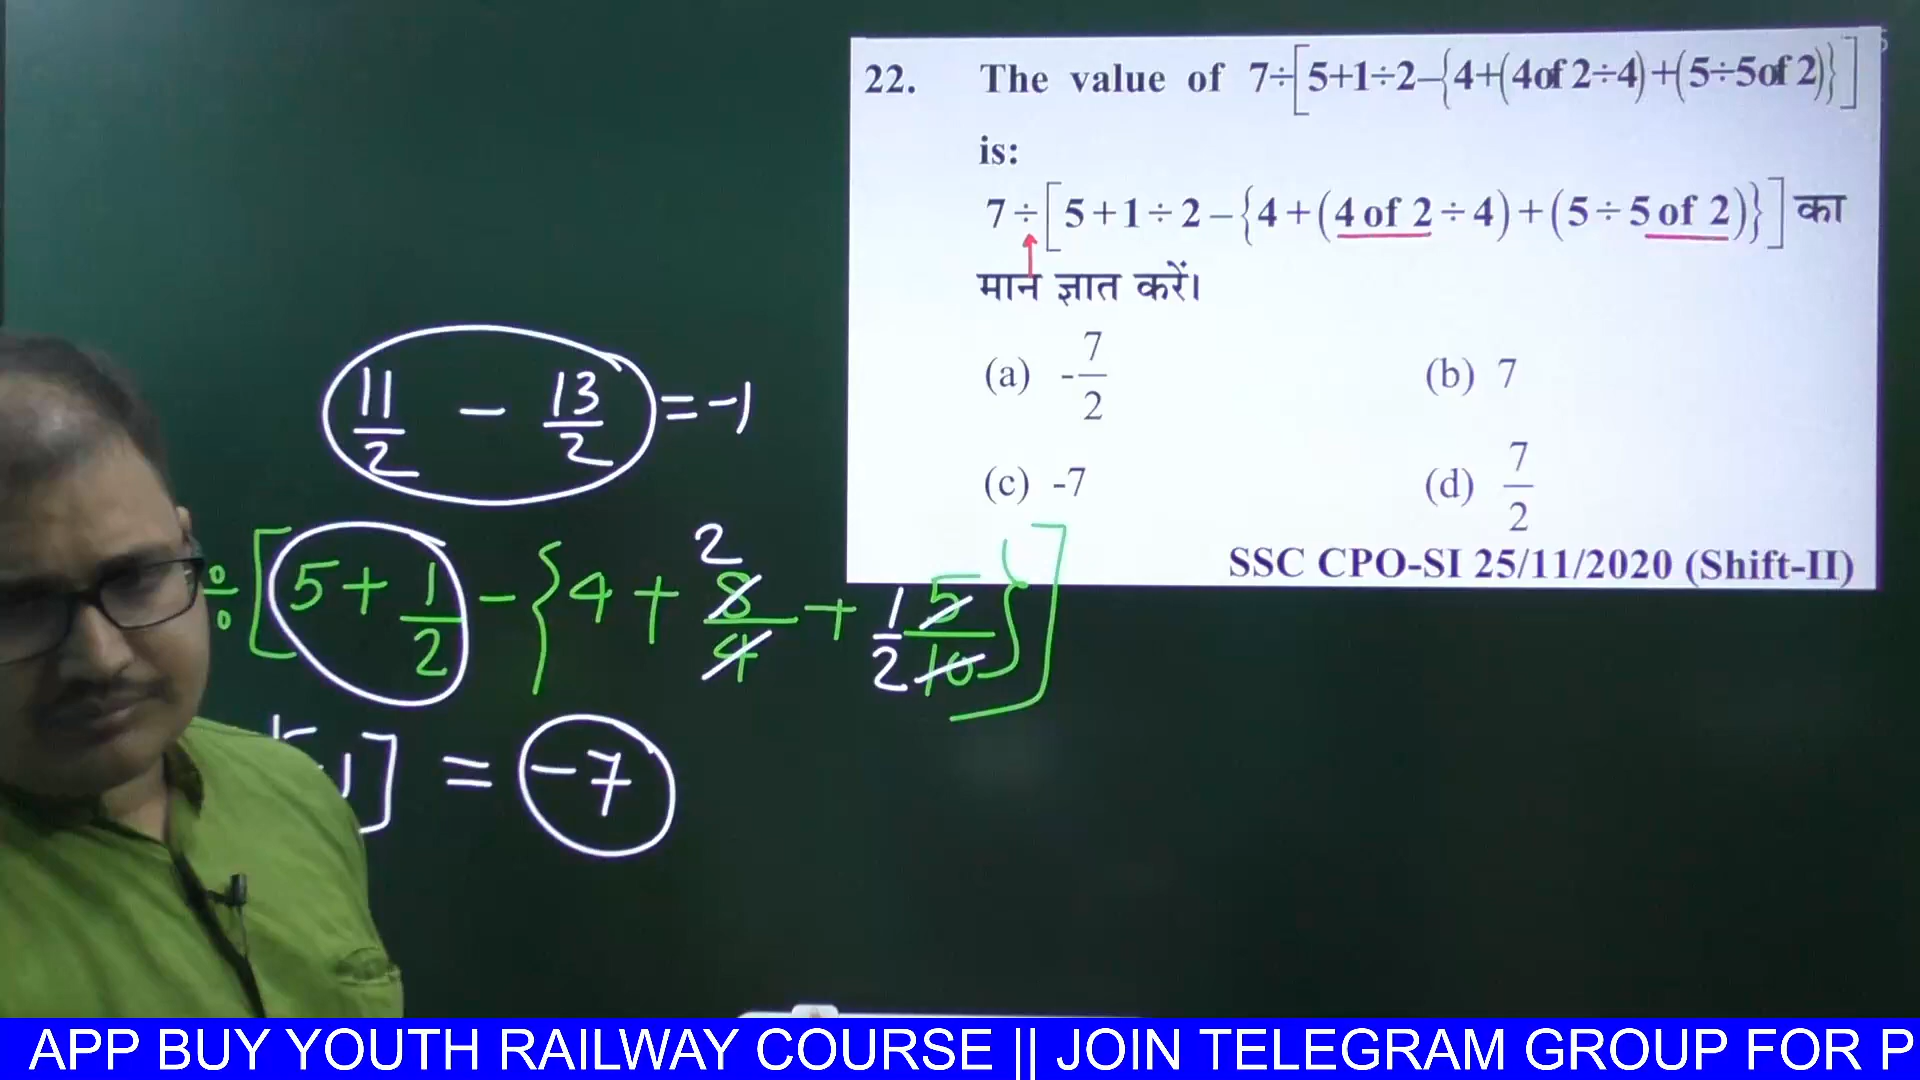 22. The value of 7÷[5+1÷2–{4+(4of 2÷4)+(5÷5of 2)}]
is:
7÷[5+1÷2–{4+(4 of 2÷4)+(5÷5 of 2)}] का
मान ज्ञात करें।
(a) -7/2 (b) 7
(c) -7 (d) 7/2
SSC CPO-SI 25/11/2020 (Shift-II)
11/2 - 13/2 = -1
÷[5+1/2-{4+8/4+5/10}]
2
1/2
1] = -7
APP BUY YOUTH RAILWAY COURSE || JOIN TELEGRAM GROUP FOR P